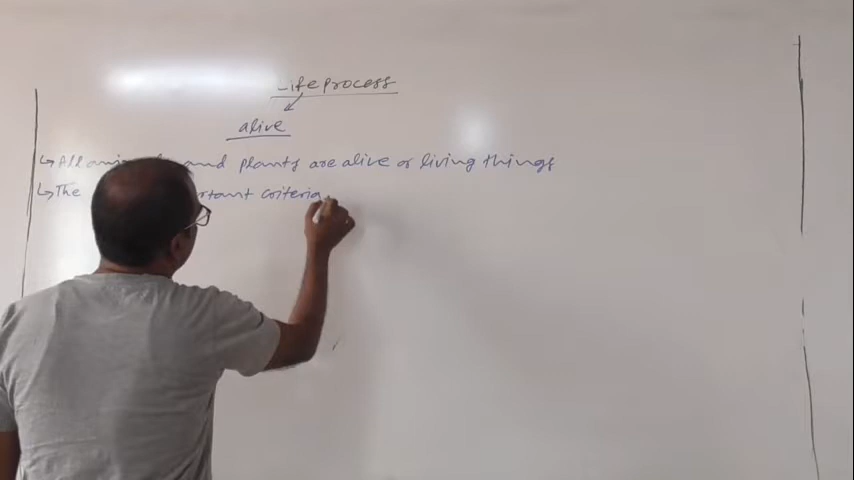 Life process
alive
↳ All and plants are alive or living things
↳ The criteria